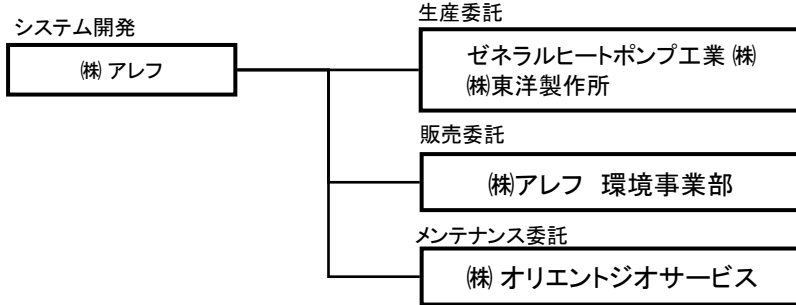 システム開発
㈱ アレフ
生産委託
ゼネラルヒートポンプ工業 ㈱
㈱東洋製作所
販売委託
㈱アレフ　環境事業部
メンテナンス委託
㈱ オリエントジオサービス